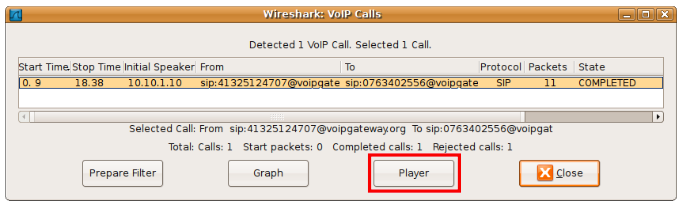 Wireshark: VoIP Calls
Detected 1 VoIP Call. Selected 1 Call.
Start Time Stop Time Initial Speaker From To Protocol Packets State
0. 9 18.38 10.10.1.10 sip:41325124707@voipgate sip:0763402556@voipgate SIP 11 COMPLETED
Selected Call: From sip:41325124707@voipgateway.org To sip:0763402556@voipgat
Total: Calls: 1 Start packets: 0 Completed calls: 1 Rejected calls: 1
Prepare Filter Graph Player Close